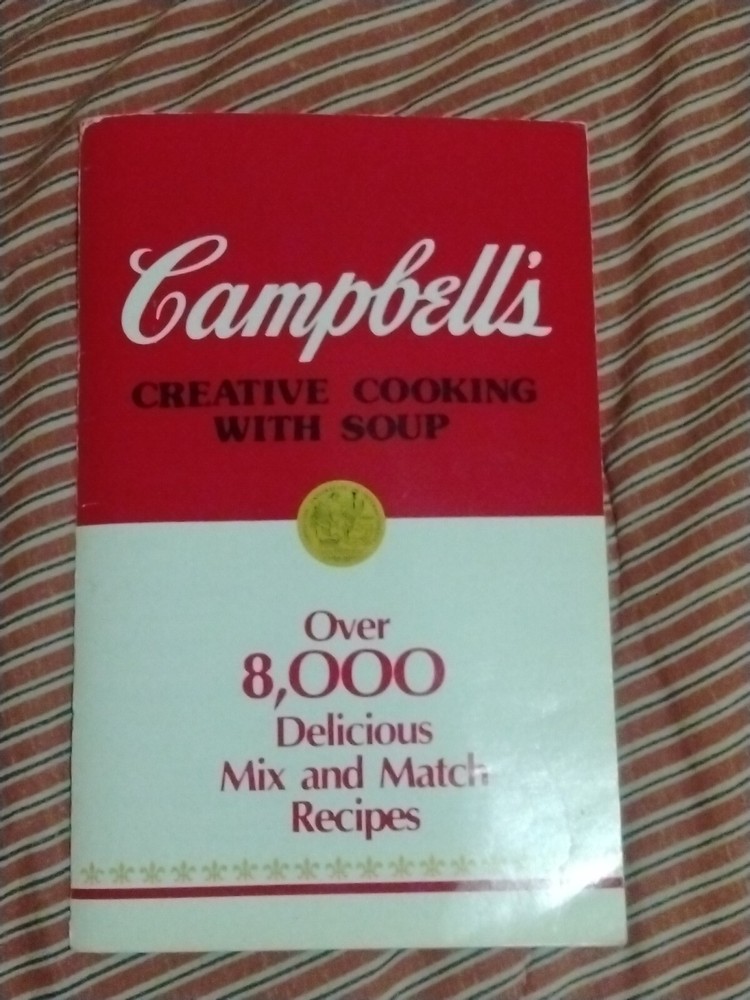 Campbell's
CREATIVE COOKING
WITH SOUP
Over
8,000
Delicious
Mix and Match
Recipes